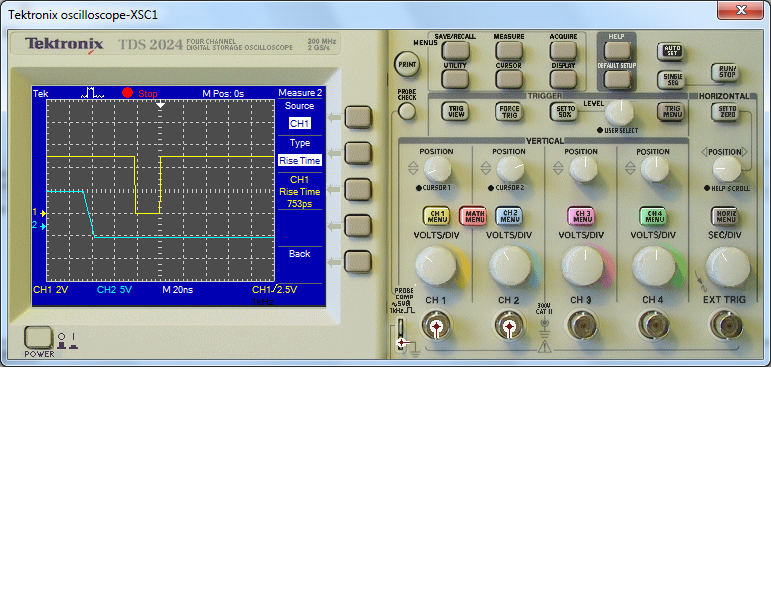 Tektronix oscilloscope-XSC1
Tektronix TDS 2024 FOUR CHANNEL DIGITAL STORAGE OSCILLOSCOPE 200 MHz 2 GS/s
Tek Stop M Pos: 0s Measure 2
Source
CH1
Type
Rise Time
CH1
Rise Time
753ps
Back
1
2
CH1 2V CH2 5V M 20ns CH1 2.5V
POWER
MENUS
SAVE/RECALL MEASURE ACQUIRE HELP
PRINT
AUTO SET
UTILITY CURSOR DISPLAY DEFAULT SETUP
SINGLE SEQ
RUN/STOP
PROBE CHECK
TRIGGER
HORIZONTAL
TRIG VIEW
FORCE TRIG
SET TO 50%
LEVEL
USER SELECT
TRIG MENU
SET TO ZERO
VERTICAL
POSITION POSITION POSITION POSITION POSITION
CURSOR 1 CURSOR 2 HELP SCROLL
CH 1 MENU
MATH MENU
CH 2 MENU
CH 3 MENU
CH 4 MENU
HORIZ MENU
VOLTS/DIV VOLTS/DIV VOLTS/DIV VOLTS/DIV SEC/DIV
PROBE COMP
~5V@
1kHz
CH 1 CH 2 CH 3 CH 4 EXT TRIG
300V
CAT II